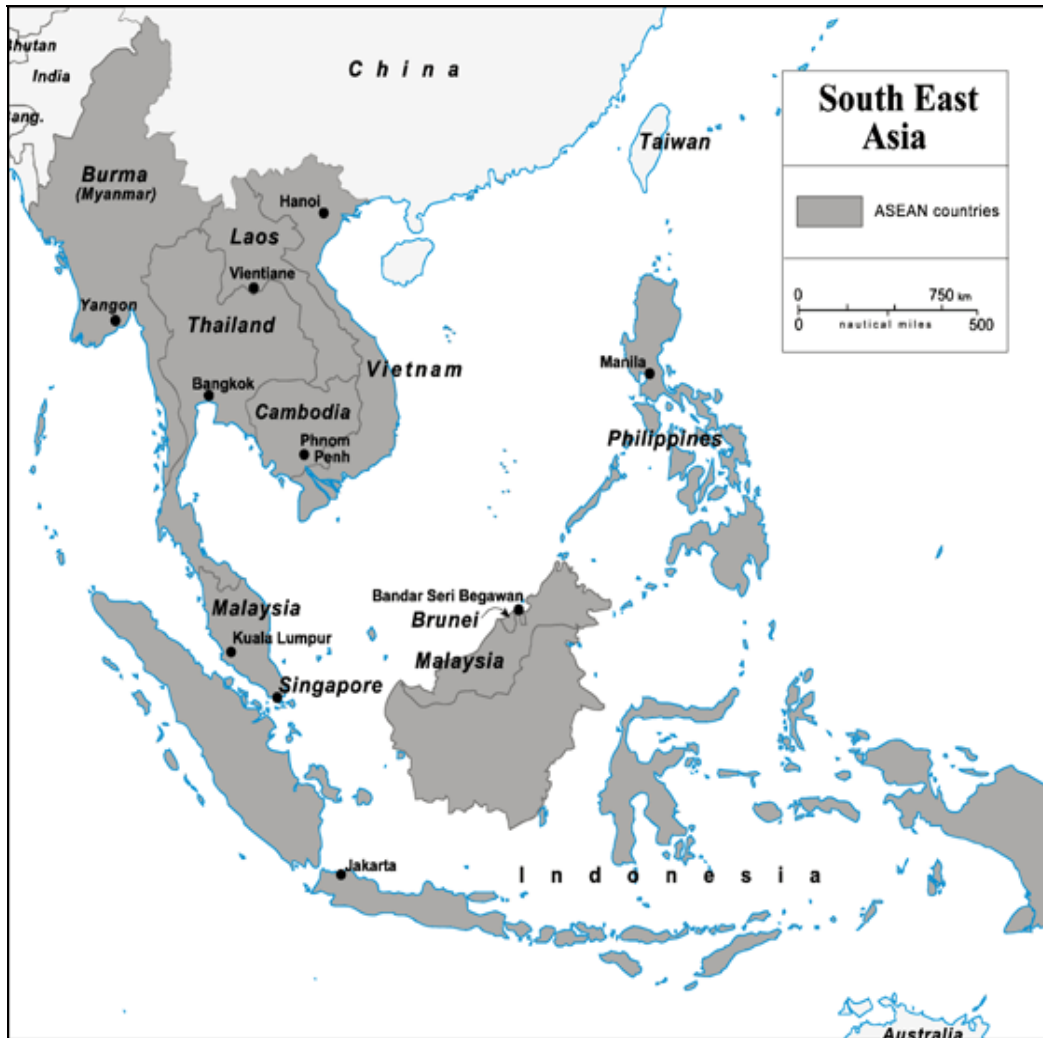 Bhutan
India
Bang.
China
Taiwan
South East
Asia
ASEAN countries
0 750 km
nautical miles
0 500
Burma
(Myanmar)
Hanoi
Laos
Vientiane
Yangon
Thailand
Vietnam
Bangkok
Cambodia
Phnom
Penh
Manila
Philippines
Bandar Seri Begawan
Brunei
Malaysia
Kuala Lumpur
Malaysia
Singapore
Jakarta
Indonesia
Australia